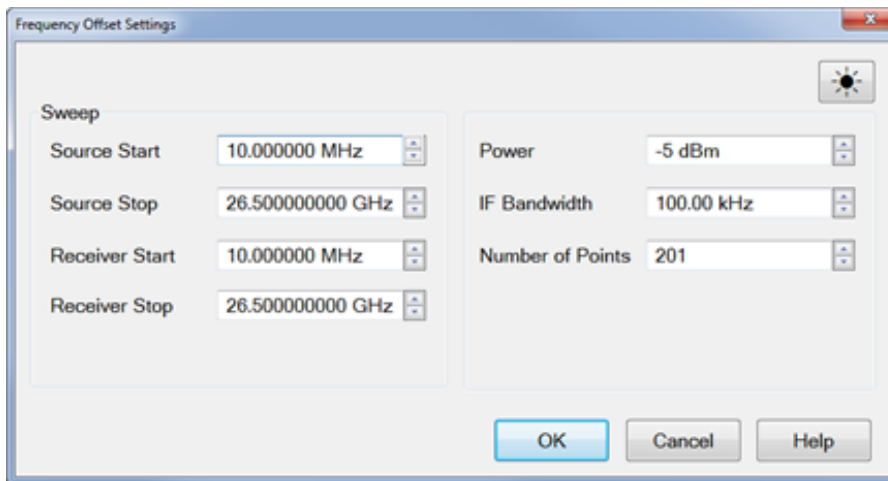 Frequency Offset Settings
Sweep
Source Start 10.000000 MHz
Source Stop 26.500000000 GHz
Receiver Start 10.000000 MHz
Receiver Stop 26.500000000 GHz
Power -5 dBm
IF Bandwidth 100.00 kHz
Number of Points 201
OK Cancel Help